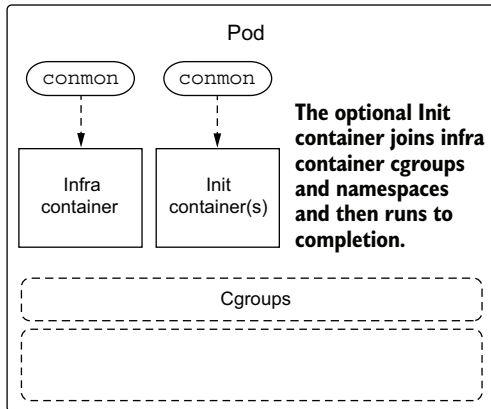 Pod
conmon
conmon
The optional Init
container joins infra
container cgroups
and namespaces
and then runs to
completion.
Infra
container
Init
container(s)
Cgroups